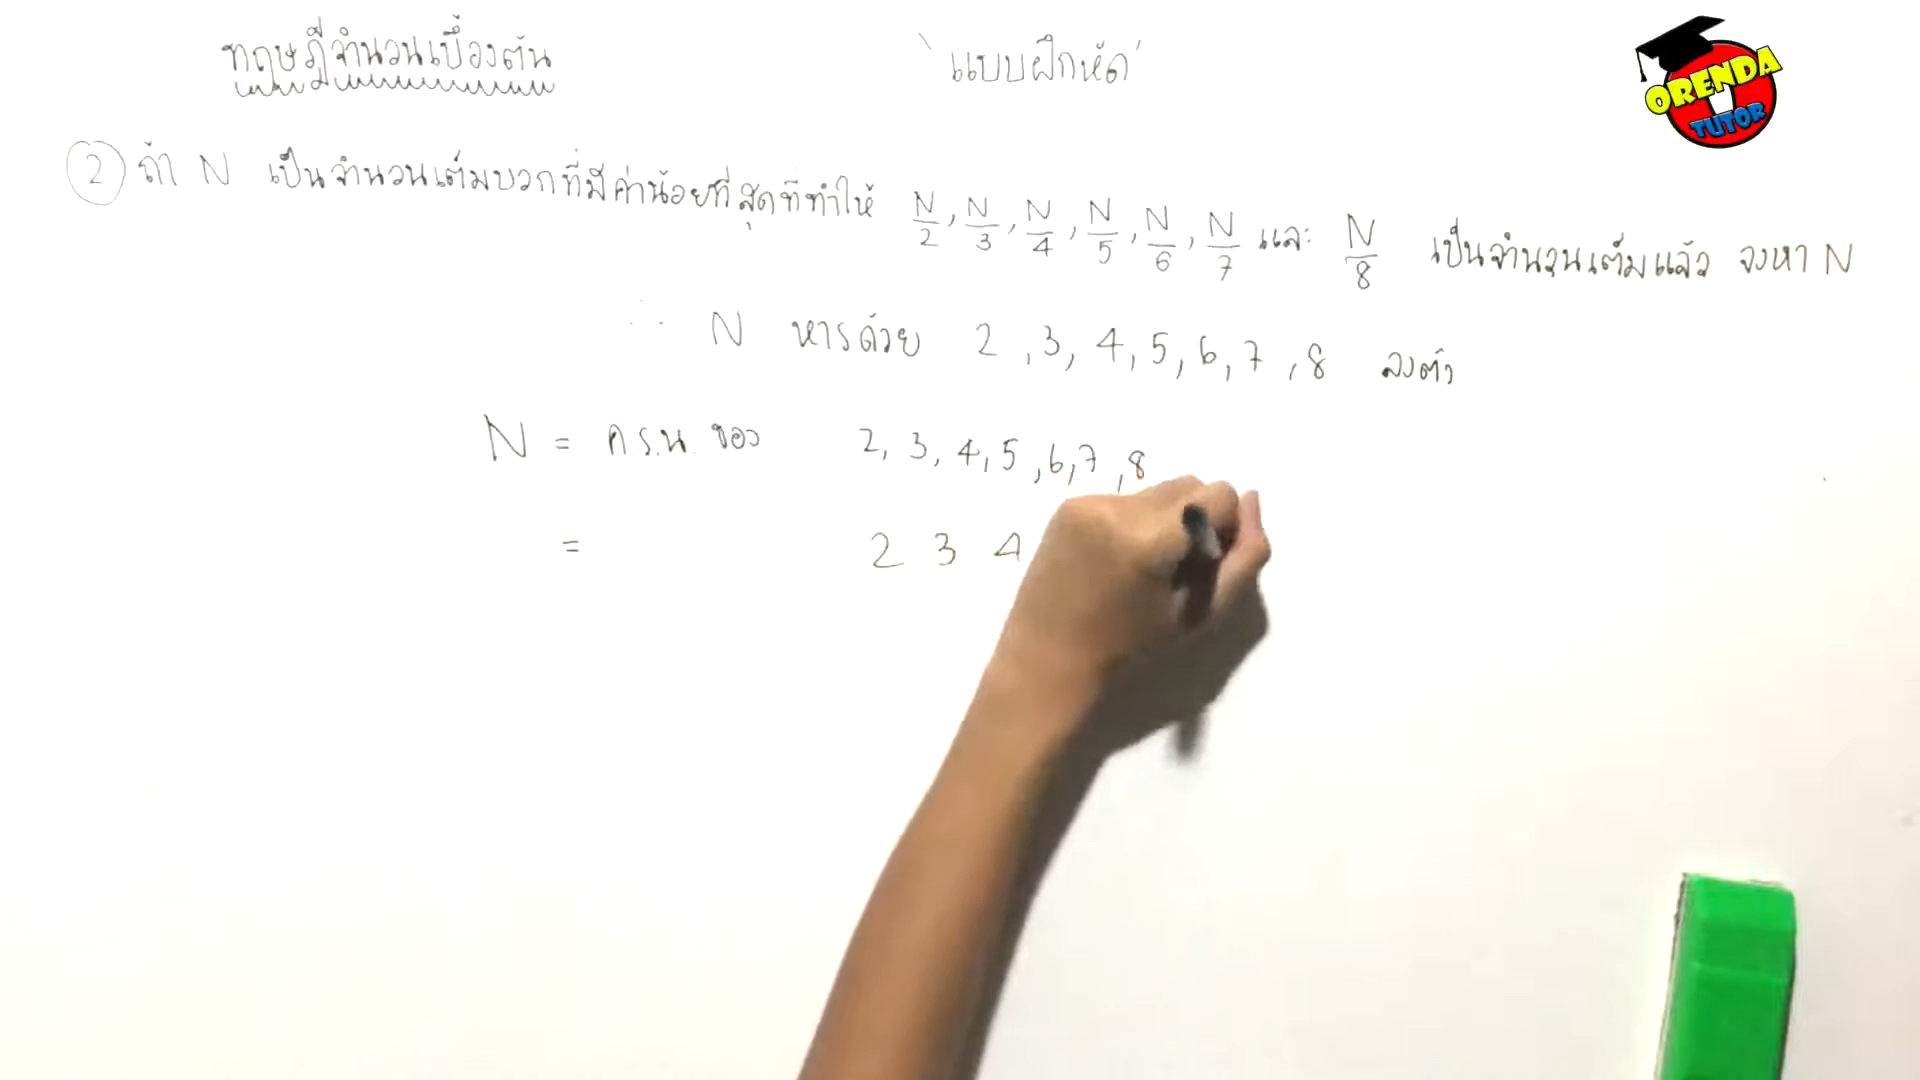 ทฤษฎีจำนวนเบื้องต้น
'แบบฝึกหัด'
ORENDA
TUTOR
2 ถ้า N เป็นจำนวนเต็มบวกที่มีค่าน้อยที่สุดที่ทำให้ N/2, N/3, N/4, N/5, N/6, N/7 และ N/8 เป็นจำนวนเต็มแล้ว จงหา N
∴ N หารด้วย 2, 3, 4, 5, 6, 7, 8 ลงตัว
N = ค.ร.น. ของ 2, 3, 4, 5, 6, 7, 8
= 2 3 4